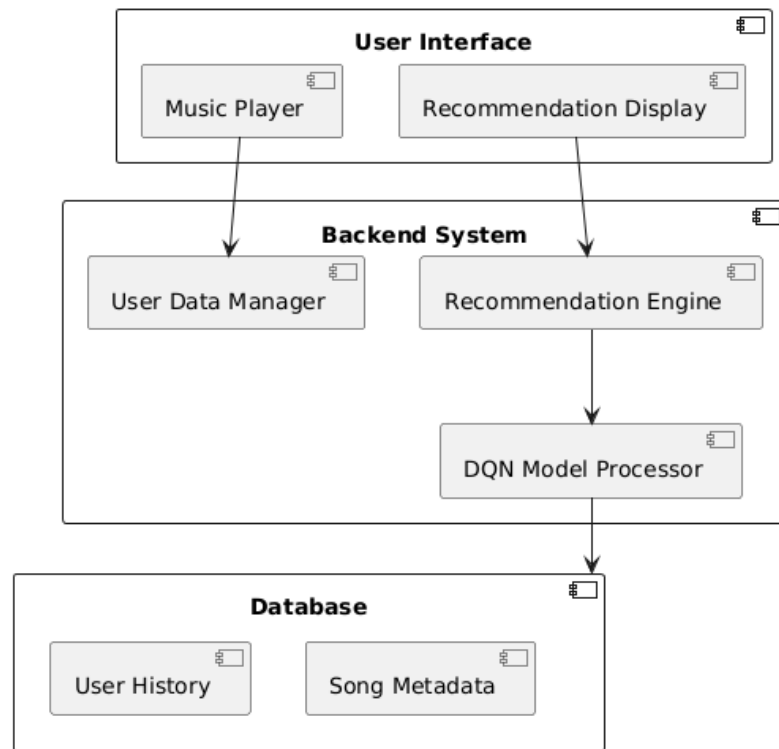 User Interface
Music Player
Recommendation Display
Backend System
User Data Manager
Recommendation Engine
DQN Model Processor
Database
User History
Song Metadata